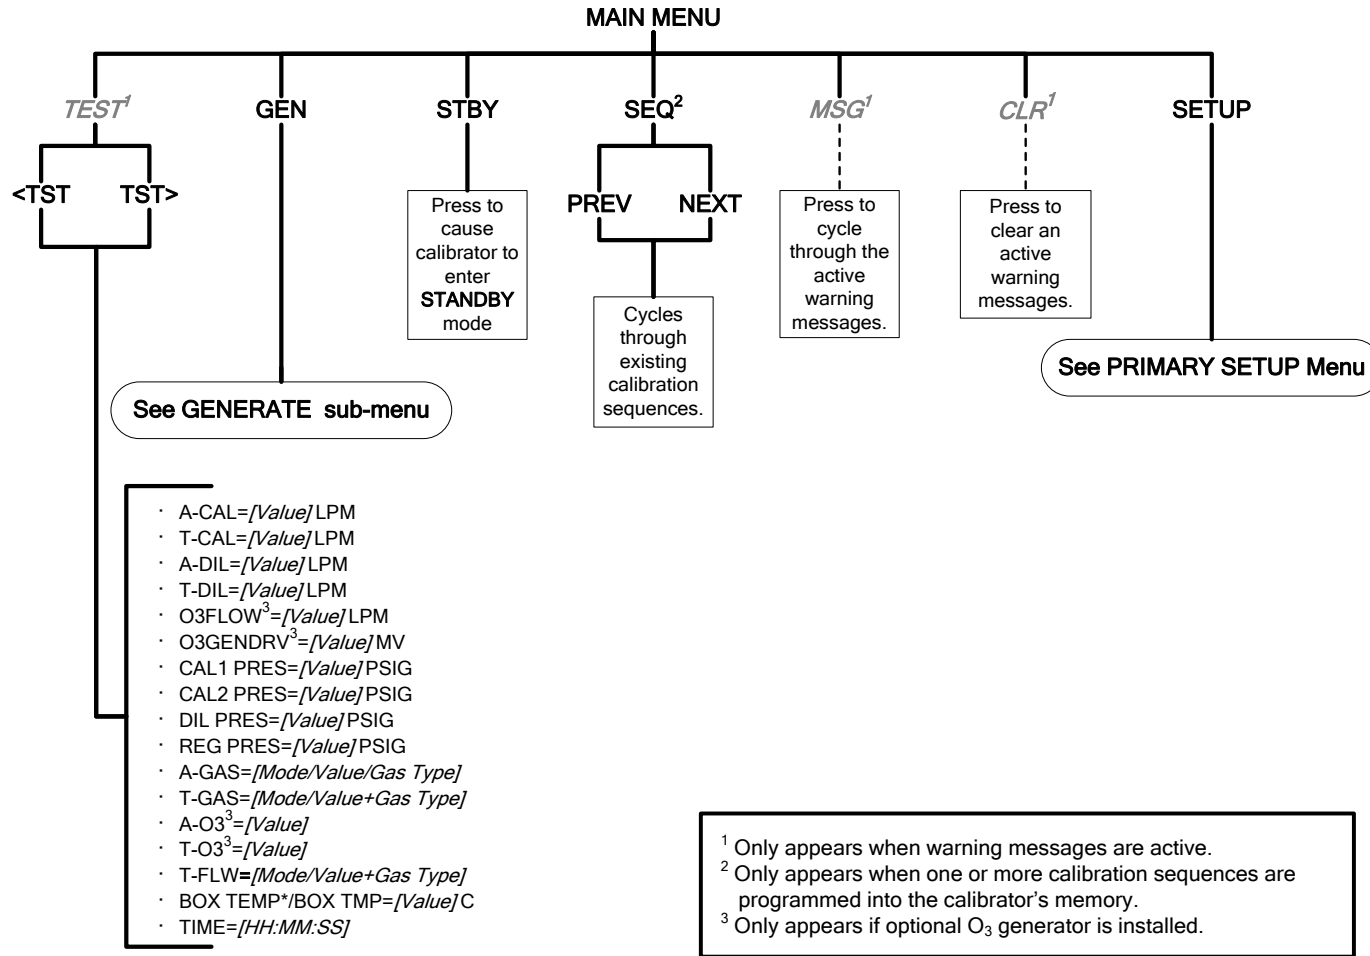 MAIN MENU
TEST¹ GEN STBY SEQ² MSG¹ CLR¹ SETUP
<TST TST>
PREV NEXT
Press to
cause
calibrator to
enter
STANDBY
mode
Cycles
through
existing
calibration
sequences.
Press to
cycle
through the
active
warning
messages.
Press to
clear an
active
warning
messages.
See GENERATE sub-menu
See PRIMARY SETUP Menu
· A-CAL=[Value] LPM
· T-CAL=[Value] LPM
· A-DIL=[Value] LPM
· T-DIL=[Value] LPM
· O3FLOW³=[Value] LPM
· O3GENDRV³=[Value] MV
· CAL1 PRES=[Value] PSIG
· CAL2 PRES=[Value] PSIG
· DIL PRES=[Value] PSIG
· REG PRES=[Value] PSIG
· A-GAS=[Mode/Value/Gas Type]
· T-GAS=[Mode/Value+Gas Type]
· A-O3³=[Value]
· T-O3³=[Value]
· T-FLW=[Mode/Value+Gas Type]
· BOX TEMP*/BOX TMP=[Value] C
· TIME=[HH:MM:SS]
¹ Only appears when warning messages are active.
² Only appears when one or more calibration sequences are
programmed into the calibrator's memory.
³ Only appears if optional O₃ generator is installed.